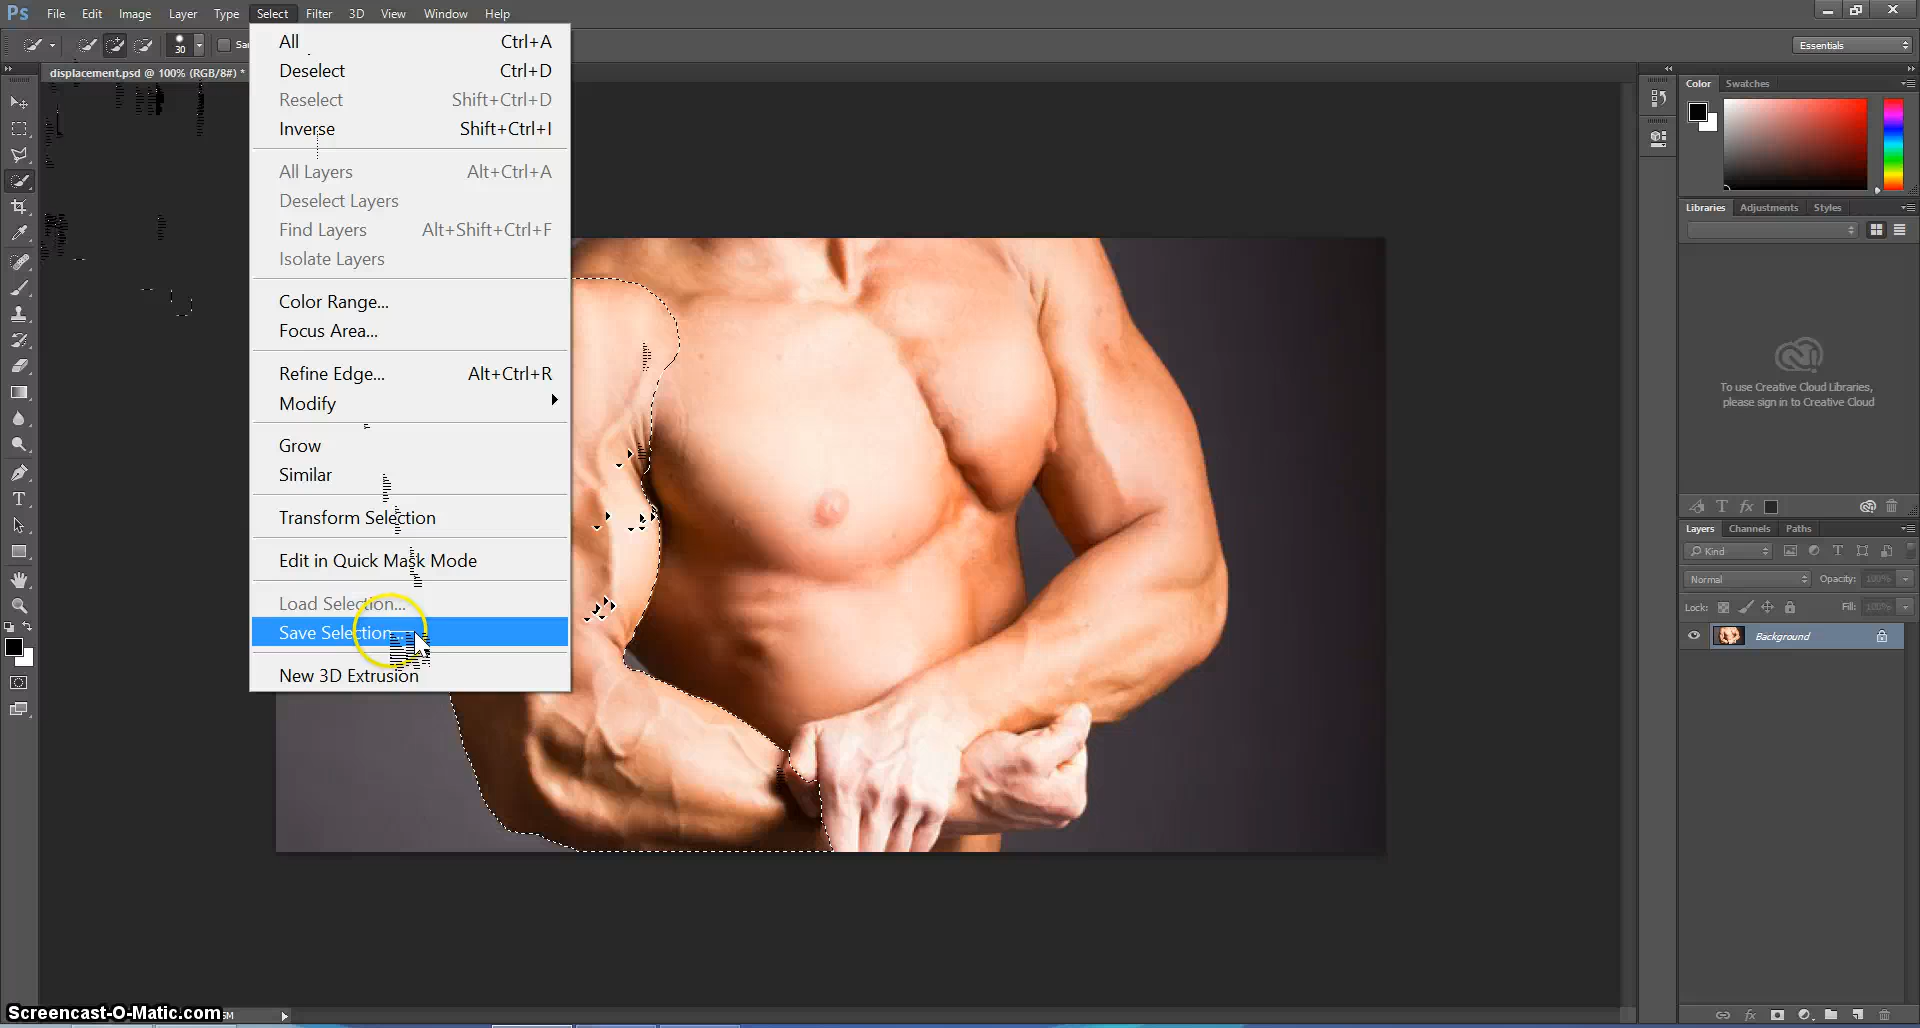 Ps File Edit Image Layer Type Select Filter 3D View Window Help
30
Essentials
displacement.psd @ 100% (RGB/8#) *
All Ctrl+A
Deselect Ctrl+D
Reselect Shift+Ctrl+D
Inverse Shift+Ctrl+I
All Layers Alt+Ctrl+A
Deselect Layers
Find Layers Alt+Shift+Ctrl+F
Isolate Layers
Color Range...
Focus Area...
Refine Edge... Alt+Ctrl+R
Modify
Grow
Similar
Transform Selection
Edit in Quick Mask Mode
Load Selection...
Save Selection...
New 3D Extrusion
Color Swatches
Libraries Adjustments Styles
To use Creative Cloud Libraries,
please sign in to Creative Cloud
Layers Channels Paths
Kind
Normal Opacity: 100%
Lock: Fill: 100%
Background
Screencast-O-Matic.com